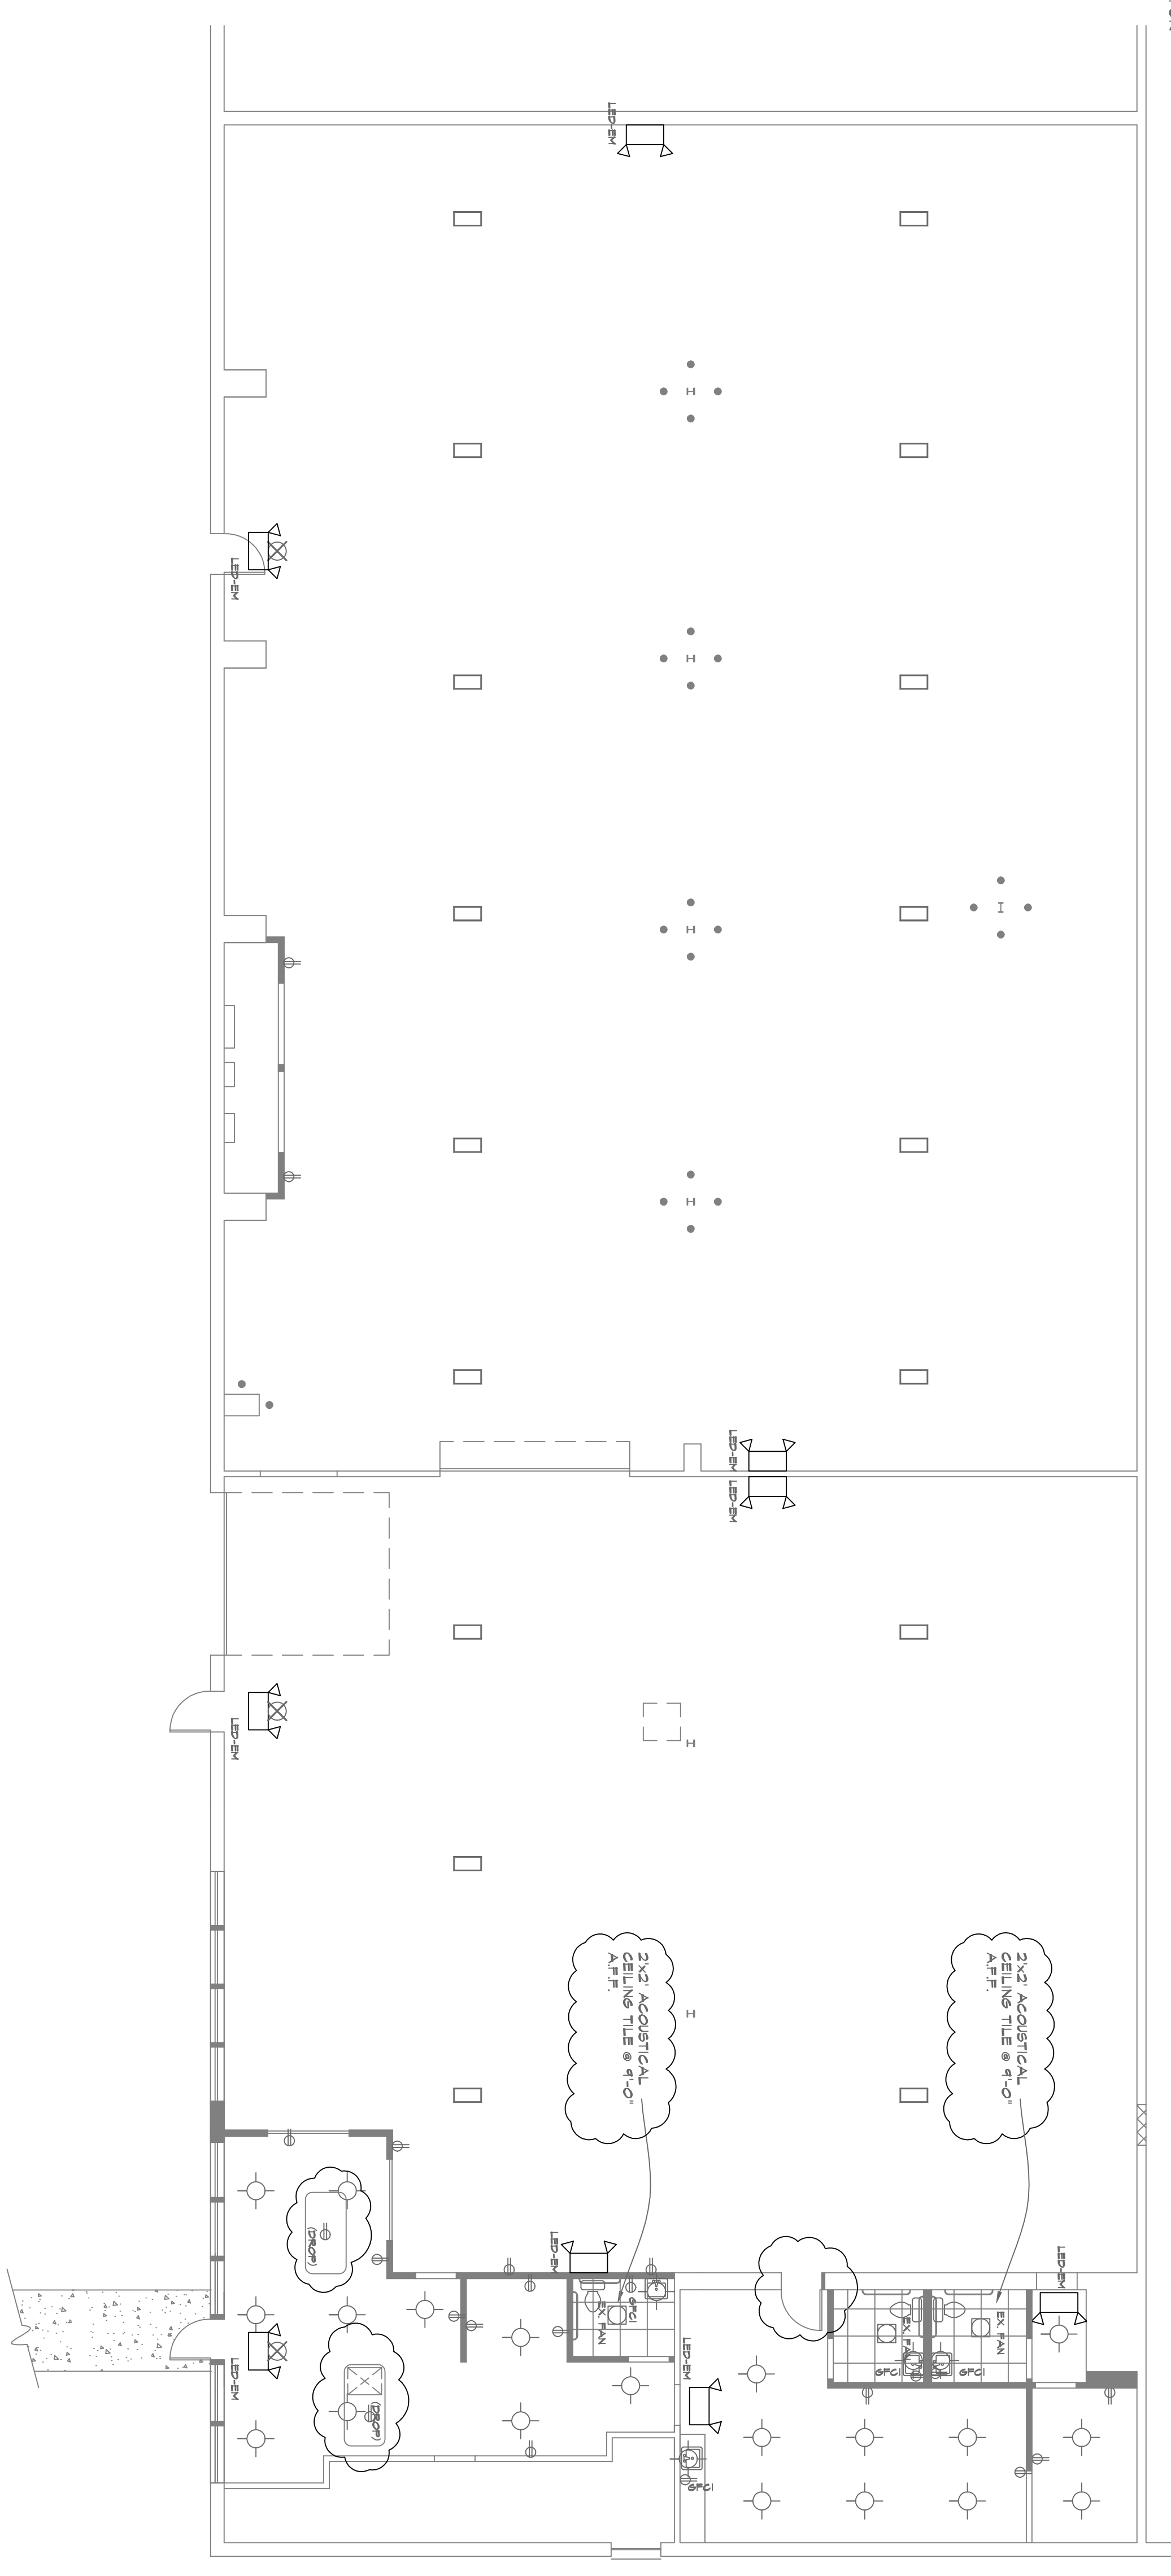 LED-EM
H
LED-EM
H
I
H
H
LED-EM
LED-EM
LED-EM
H
2'x2' ACOUSTICAL
CEILING TILE @ 9'-0"
A.F.F.
2'x2' ACOUSTICAL
CEILING TILE @ 9'-0"
A.F.F.
H
(DROP)
LED-EM
LED-EM
GFCI
EX. FAN
EX. FAN
EX. FAN
LED-EM
LED-EM
GFCI
GFCI
(DROP)
GFCI